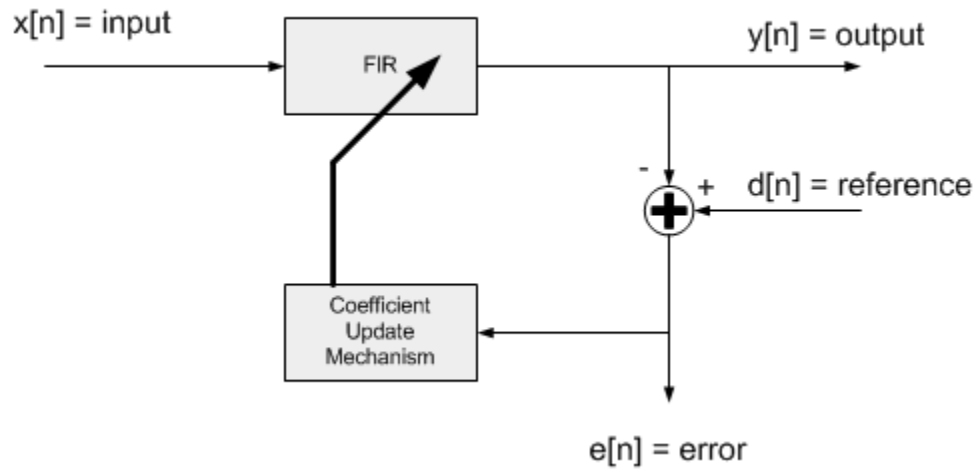 x[n] = input
FIR
y[n] = output
-
+
d[n] = reference
Coefficient
Update
Mechanism
e[n] = error